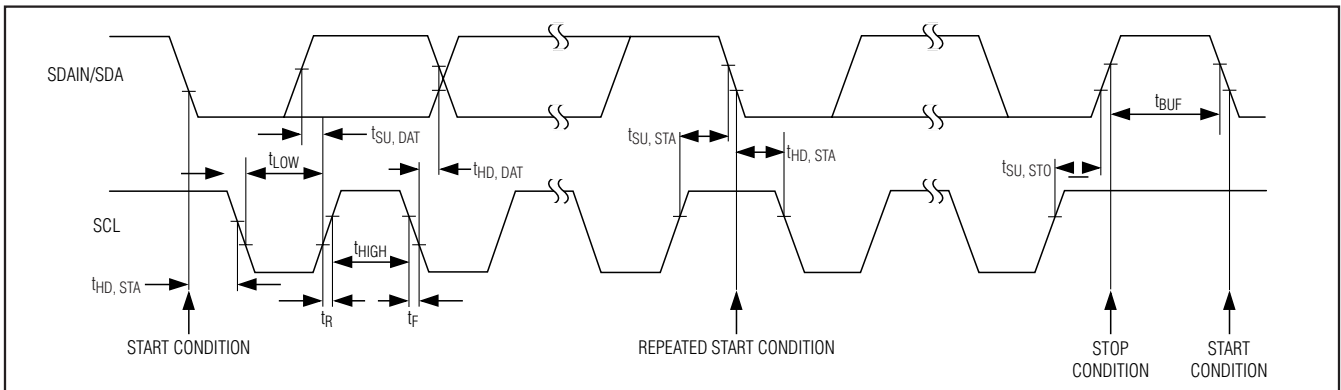 SDAIN/SDA
tSU, DAT
tSU, STA
tBUF
tLOW
tHD, DAT
tHD, STA
tSU, STO
SCL
tHIGH
tHD, STA
tR
tF
START CONDITION
REPEATED START CONDITION
STOP
CONDITION
START
CONDITION